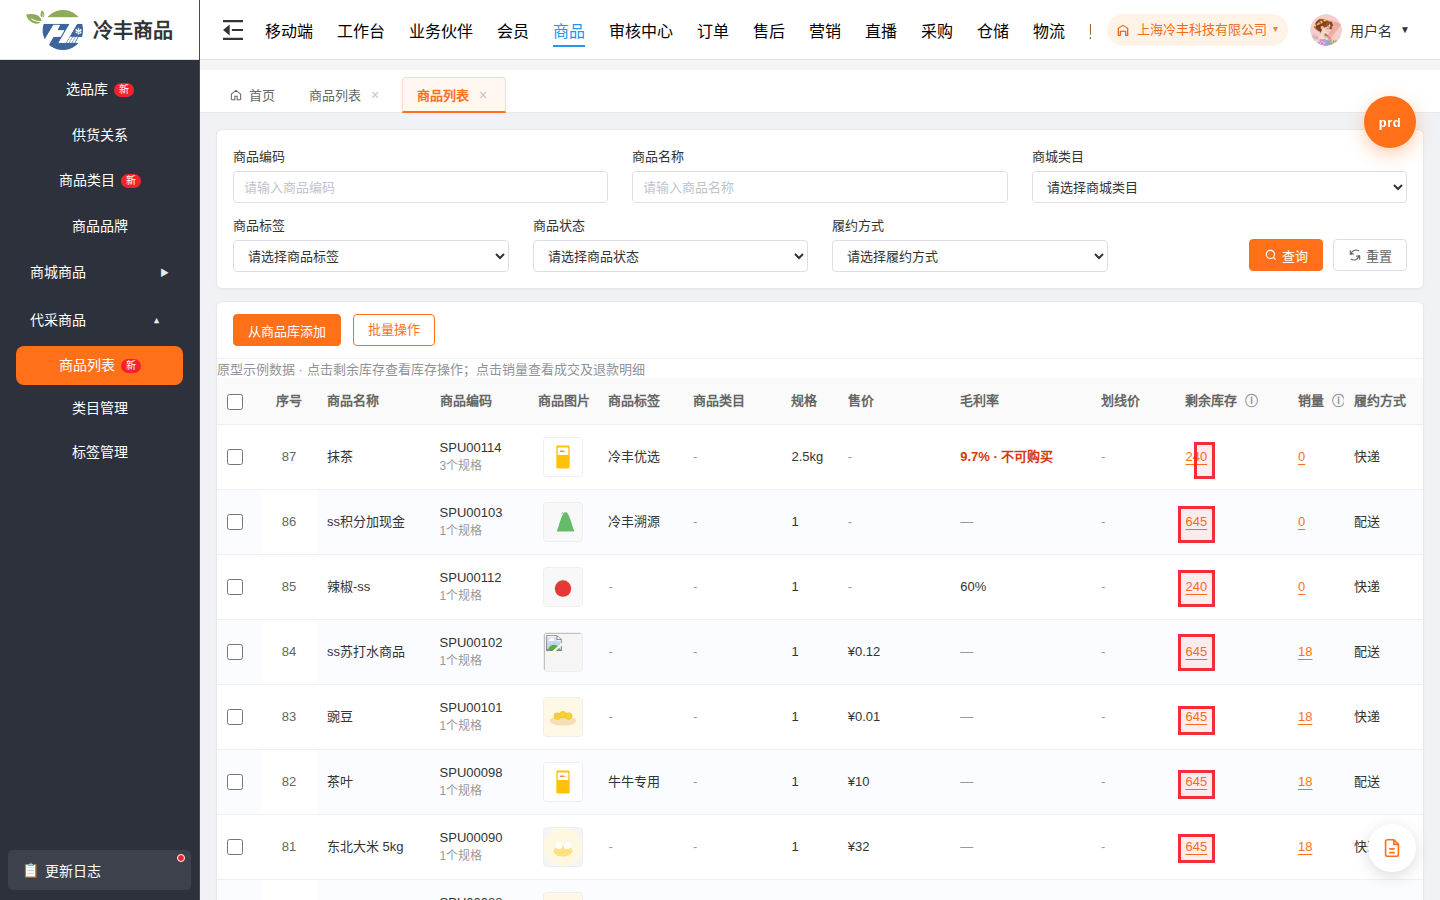 冷丰商品
移动端 工作台 业务伙伴 会员 商品 审核中心 订单 售后 营销 直播 采购 仓储 物流
上海冷丰科技有限公司 ▾
用户名 ▼
选品库 新
供货关系
商品类目 新
商品品牌
商城商品 ▶
代采商品 ▲
商品列表 新
类目管理
标签管理
📋 更新日志
首页 商品列表 × 商品列表 ×
prd
商品编码 商品名称 商城类目
请输入商品编码 请输入商品名称 请选择商城类目
商品标签 商品状态 履约方式
请选择商品标签 请选择商品状态 请选择履约方式 查询 重置
从商品库添加 批量操作
原型示例数据 · 点击剩余库存查看库存操作；点击销量查看成交及退款明细
序号 商品名称 商品编码 商品图片 商品标签 商品类目 规格 售价 毛利率 划线价 剩余库存 ⓘ 销量 ⓘ 履约方式
87 抹茶 SPU00114 冷丰优选 - 2.5kg - 9.7% · 不可购买 - 240 0 快递
3个规格
86 ss积分加现金 SPU00103 冷丰溯源 - 1 - — - 645 0 配送
1个规格
85 辣椒-ss SPU00112 - - 1 - 60% - 240 0 快递
1个规格
84 ss苏打水商品 SPU00102 - - 1 ¥0.12 — - 645 18 配送
1个规格
83 豌豆 SPU00101 - - 1 ¥0.01 — - 645 18 快递
1个规格
82 茶叶 SPU00098 牛牛专用 - 1 ¥10 — - 645 18 配送
1个规格
81 东北大米 5kg SPU00090 - - 1 ¥32 — - 645 18 快
1个规格